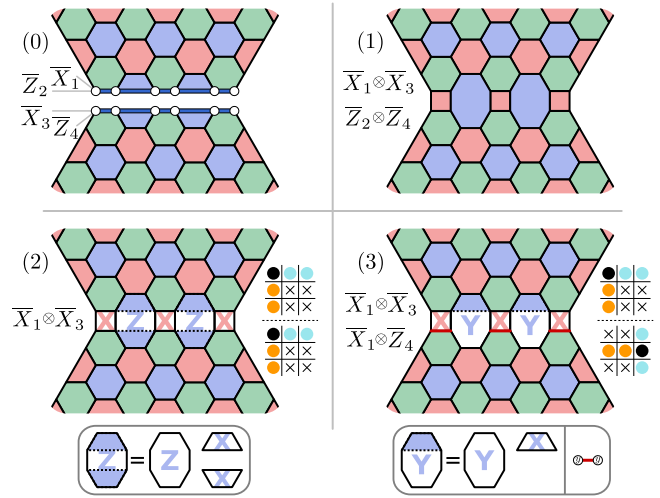 (0)
Z̅₂ X̅₁
X̅₃ Z̅₄
(1)
X̅₁⊗X̅₃
Z̅₂⊗Z̅₄
(2)
X̅₁⊗X̅₃
X Z X Z X
× ×
× ×
× ×
× ×
(3)
X̅₁⊗X̅₃
X̅₁⊗Z̅₄
X Y X Y X
× ×
× ×
× ×
× × ×
Z = Z X X
Y = Y X